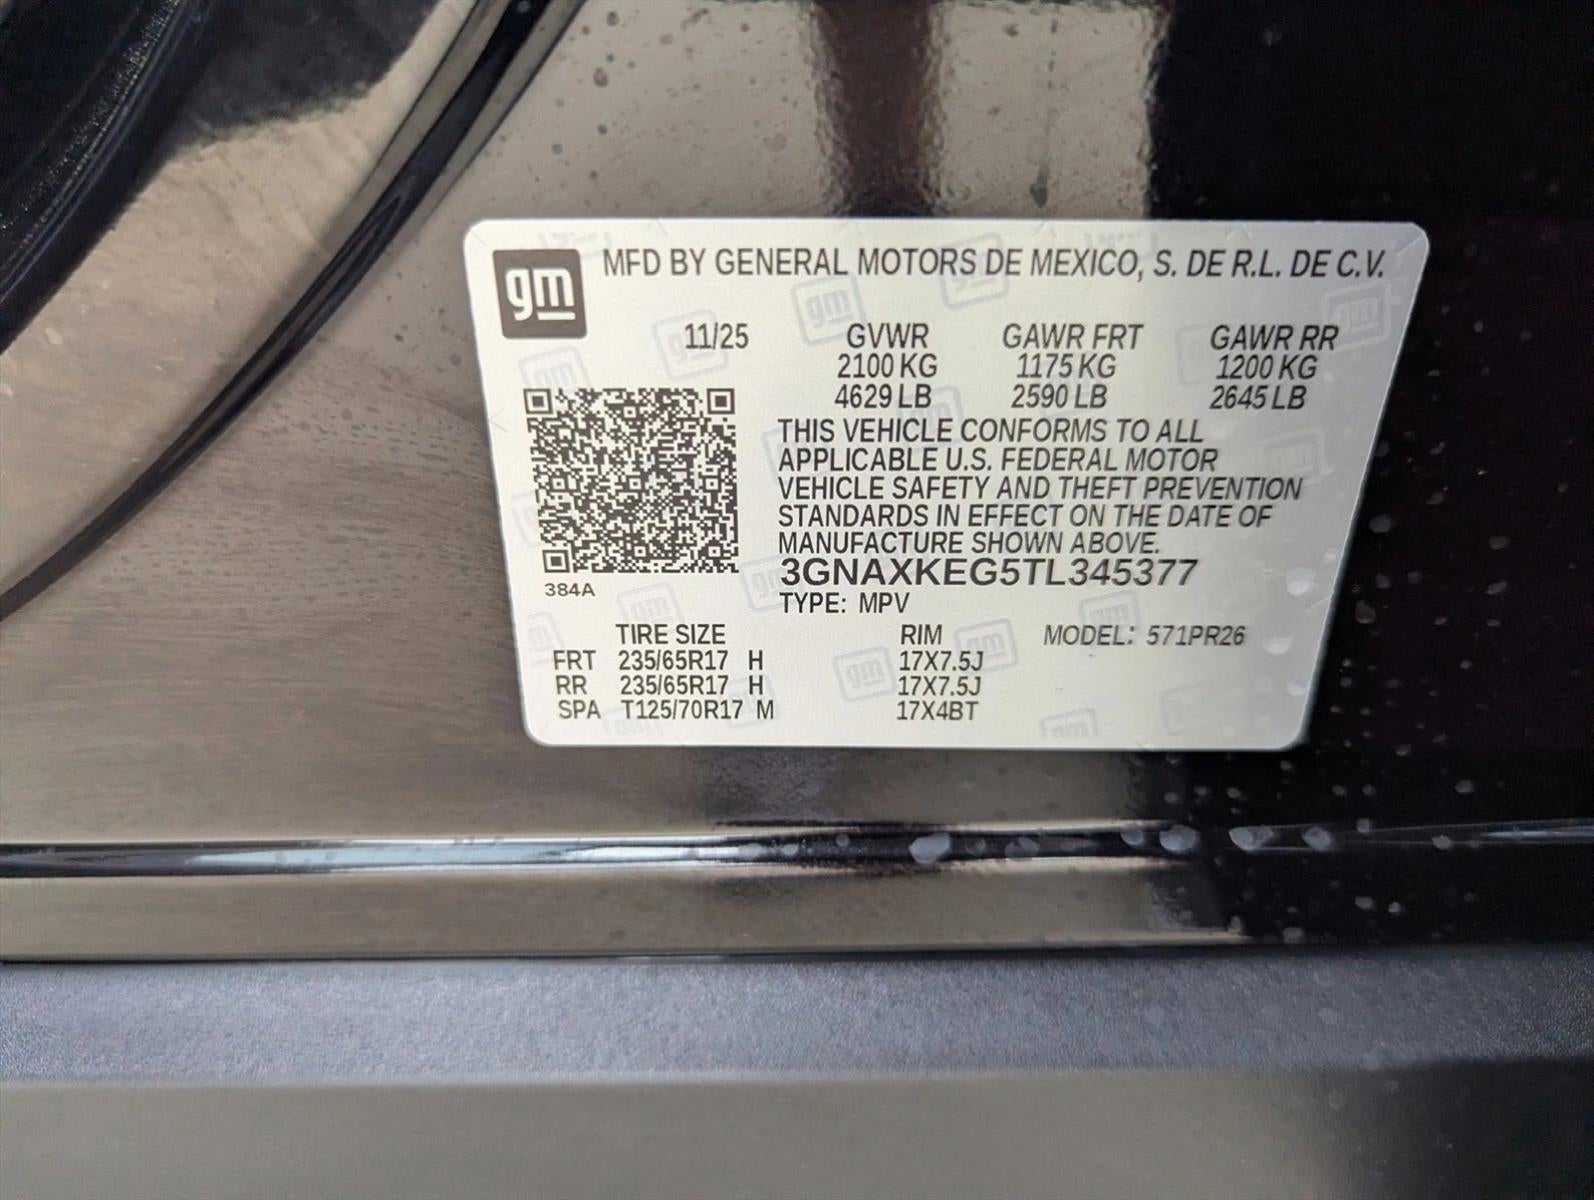 gm MFD BY GENERAL MOTORS DE MEXICO, S. DE R.L. DE C.V.
11/25 GVWR GAWR FRT GAWR RR
2100 KG 1175 KG 1200 KG
4629 LB 2590 LB 2645 LB
THIS VEHICLE CONFORMS TO ALL
APPLICABLE U.S. FEDERAL MOTOR
VEHICLE SAFETY AND THEFT PREVENTION
STANDARDS IN EFFECT ON THE DATE OF
MANUFACTURE SHOWN ABOVE.
3GNAXKEG5TL345377
384A
TYPE: MPV
TIRE SIZE RIM MODEL: 571PR26
FRT 235/65R17 H 17X7.5J
RR 235/65R17 H 17X7.5J
SPA T125/70R17 M 17X4BT